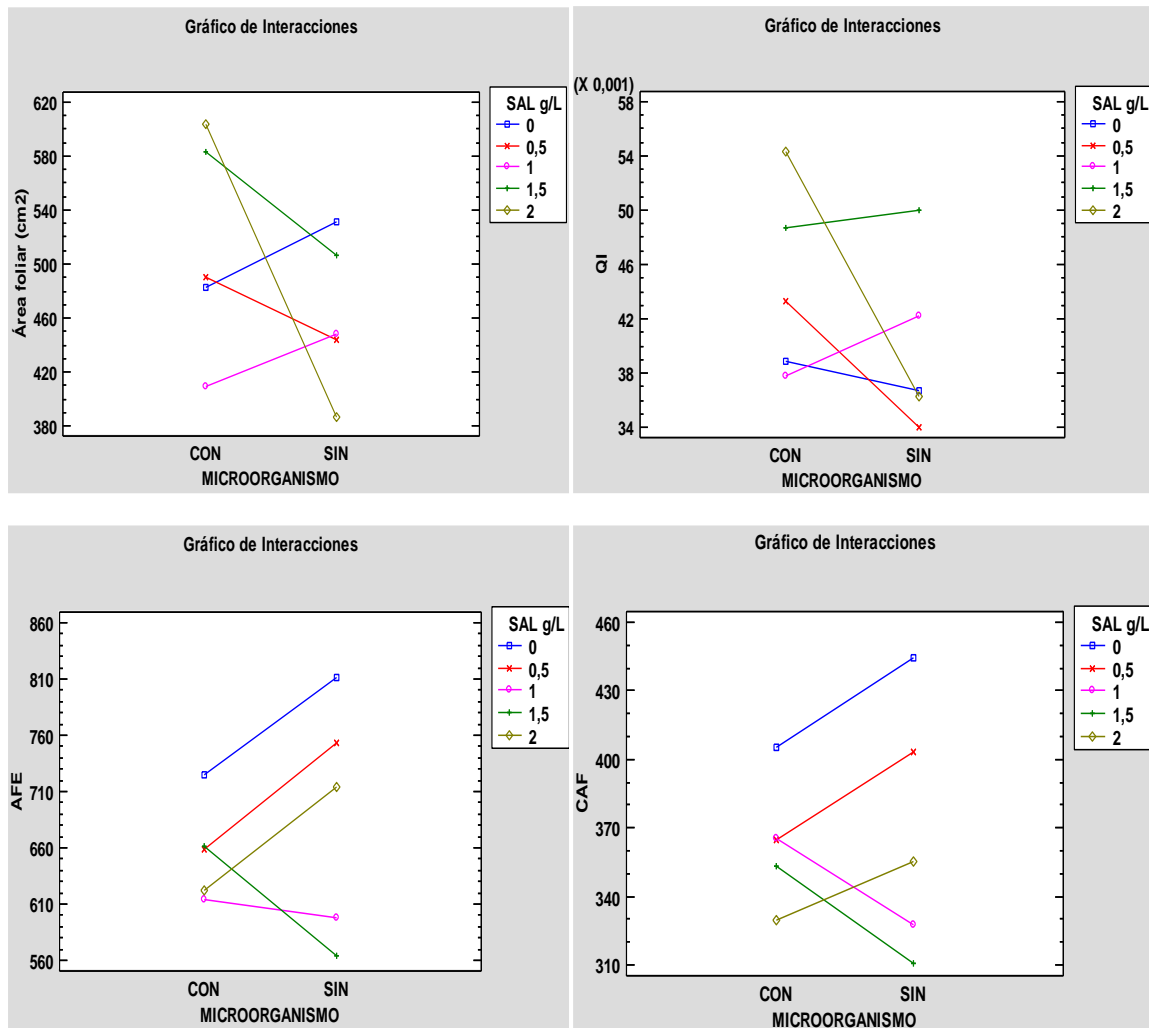 Gráfico de Interacciones
Área foliar (cm2)
620
580
540
500
460
420
380
CON
SIN
MICROORGANISMO
SAL g/L
0
0,5
1
1,5
2
Gráfico de Interacciones
(X 0,001)
QI
58
54
50
46
42
38
34
CON
SIN
MICROORGANISMO
SAL g/L
0
0,5
1
1,5
2
Gráfico de Interacciones
AFE
860
810
760
710
660
610
560
CON
SIN
MICROORGANISMO
SAL g/L
0
0,5
1
1,5
2
Gráfico de Interacciones
CAF
460
430
400
370
340
310
CON
SIN
MICROORGANISMO
SAL g/L
0
0,5
1
1,5
2